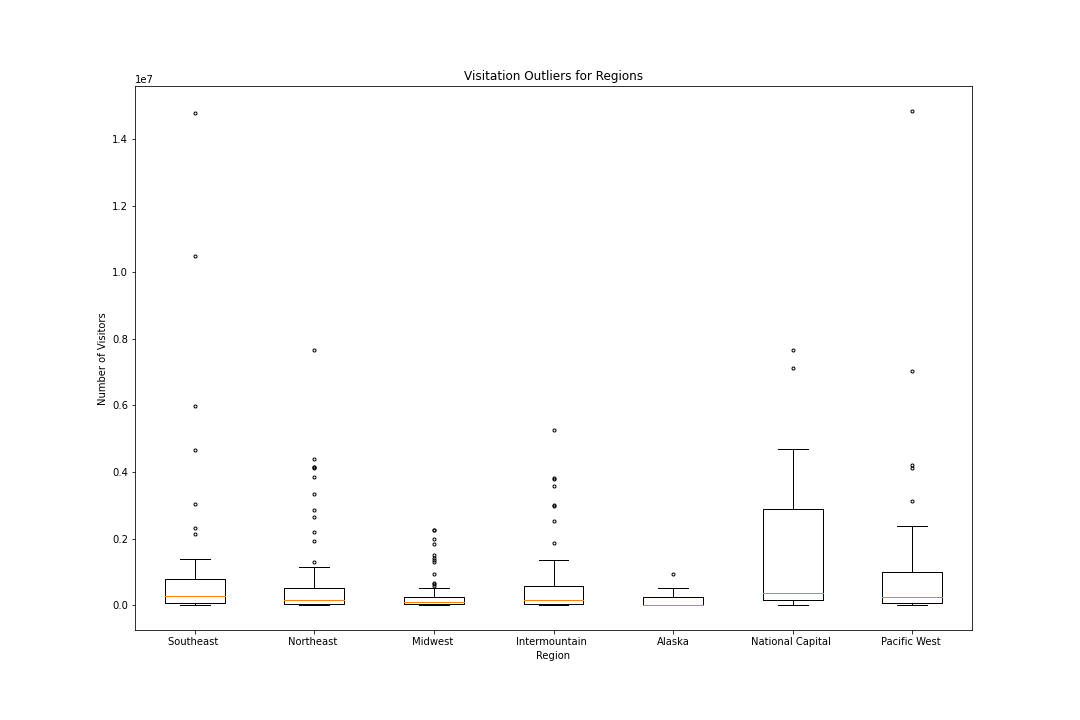 Visitation Outliers for Regions
1e7
1.4
1.2
1.0
0.8
0.6
0.4
0.2
0.0
Number of Visitors
Southeast Northeast Midwest Intermountain Alaska National Capital Pacific West
Region